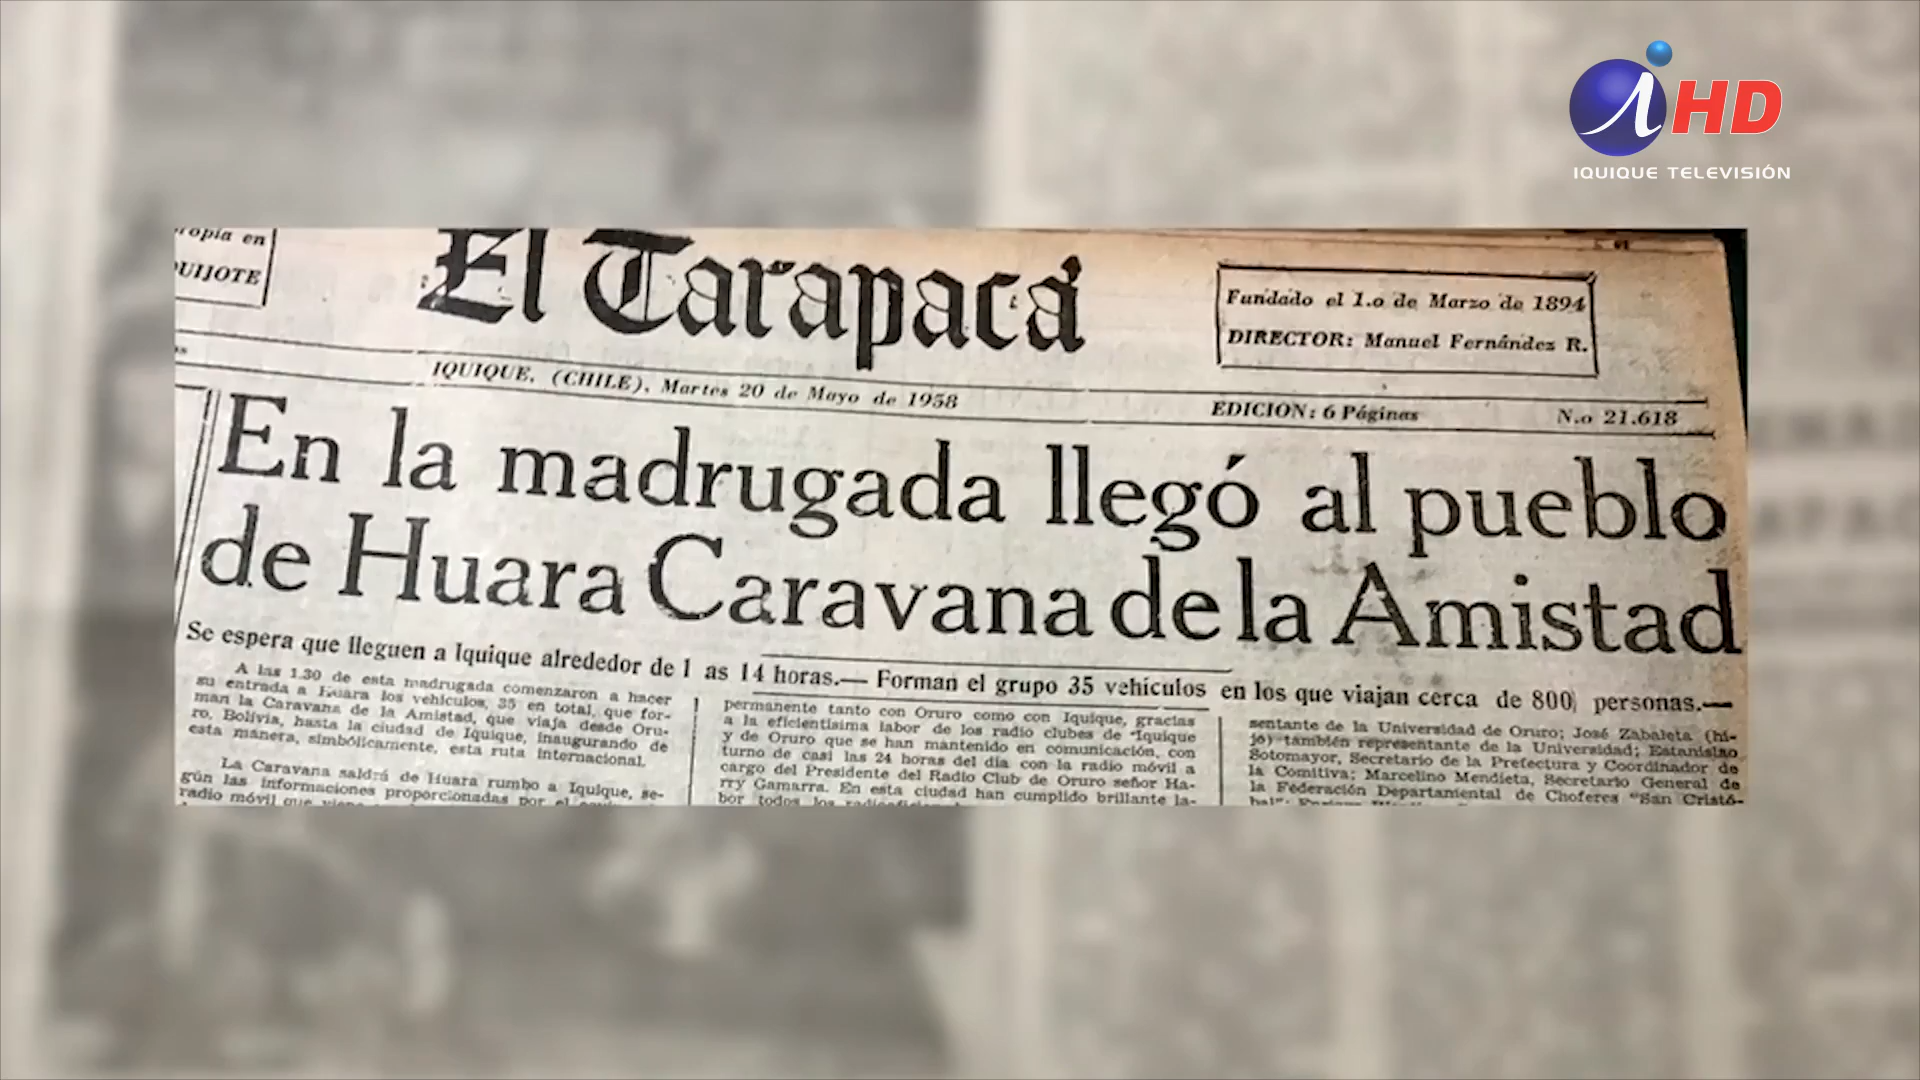 HD
IQUIQUE TELEVISIÓN
opia en
UIJOTE
El Tarapacá
Fundado el 1.o de Marzo de 1894
DIRECTOR: Manuel Fernández R.
IQUIQUE, (CHILE), Martes 20 de Mayo de 1958
EDICION: 6 Páginas
N.o 21.618
En la madrugada llegó al pueblo
de Huara Caravana de la Amistad
Se espera que lleguen a Iquique alrededor de l as 14 horas.— Forman el grupo 35 vehículos en los que viajan cerca de 800 personas.—
A las 1.30 de esta madrugada comenzaron a hacer
su entrada a Huara los vehículos, 35 en total, que for-
man la Caravana de la Amistad, que viaja desde Oru-
ro, Bolivia, hasta la ciudad de Iquique, inaugurando de
esta manera, simbólicamente, esta ruta internacional.
La Caravana saldrá de Huara rumbo a Iquique, se-
gún las informaciones proporcionadas por el
radio móvil que
permanente tanto con Oruro como con Iquique, gracias
a la eficientísima labor de los radio clubes de Iquique
y de Oruro que se han mantenido en comunicación, con
turno de casi las 24 horas del día con la radio móvil a
cargo del Presidente del Radio Club de Oruro señor Ha-
rry Gamarra. En esta ciudad han cumplido brillante la-
bor todos los
sentante de la Universidad de Oruro; José Zabaleta (hi-
jo) también representante de la Universidad; Estanislao
Sotomayor, Secretario de la Prefectura y Coordinador de
la Comitiva; Marcelino Mendieta, Secretario General de
la Federación Departamental de Choferes "San Cristó-
bal";